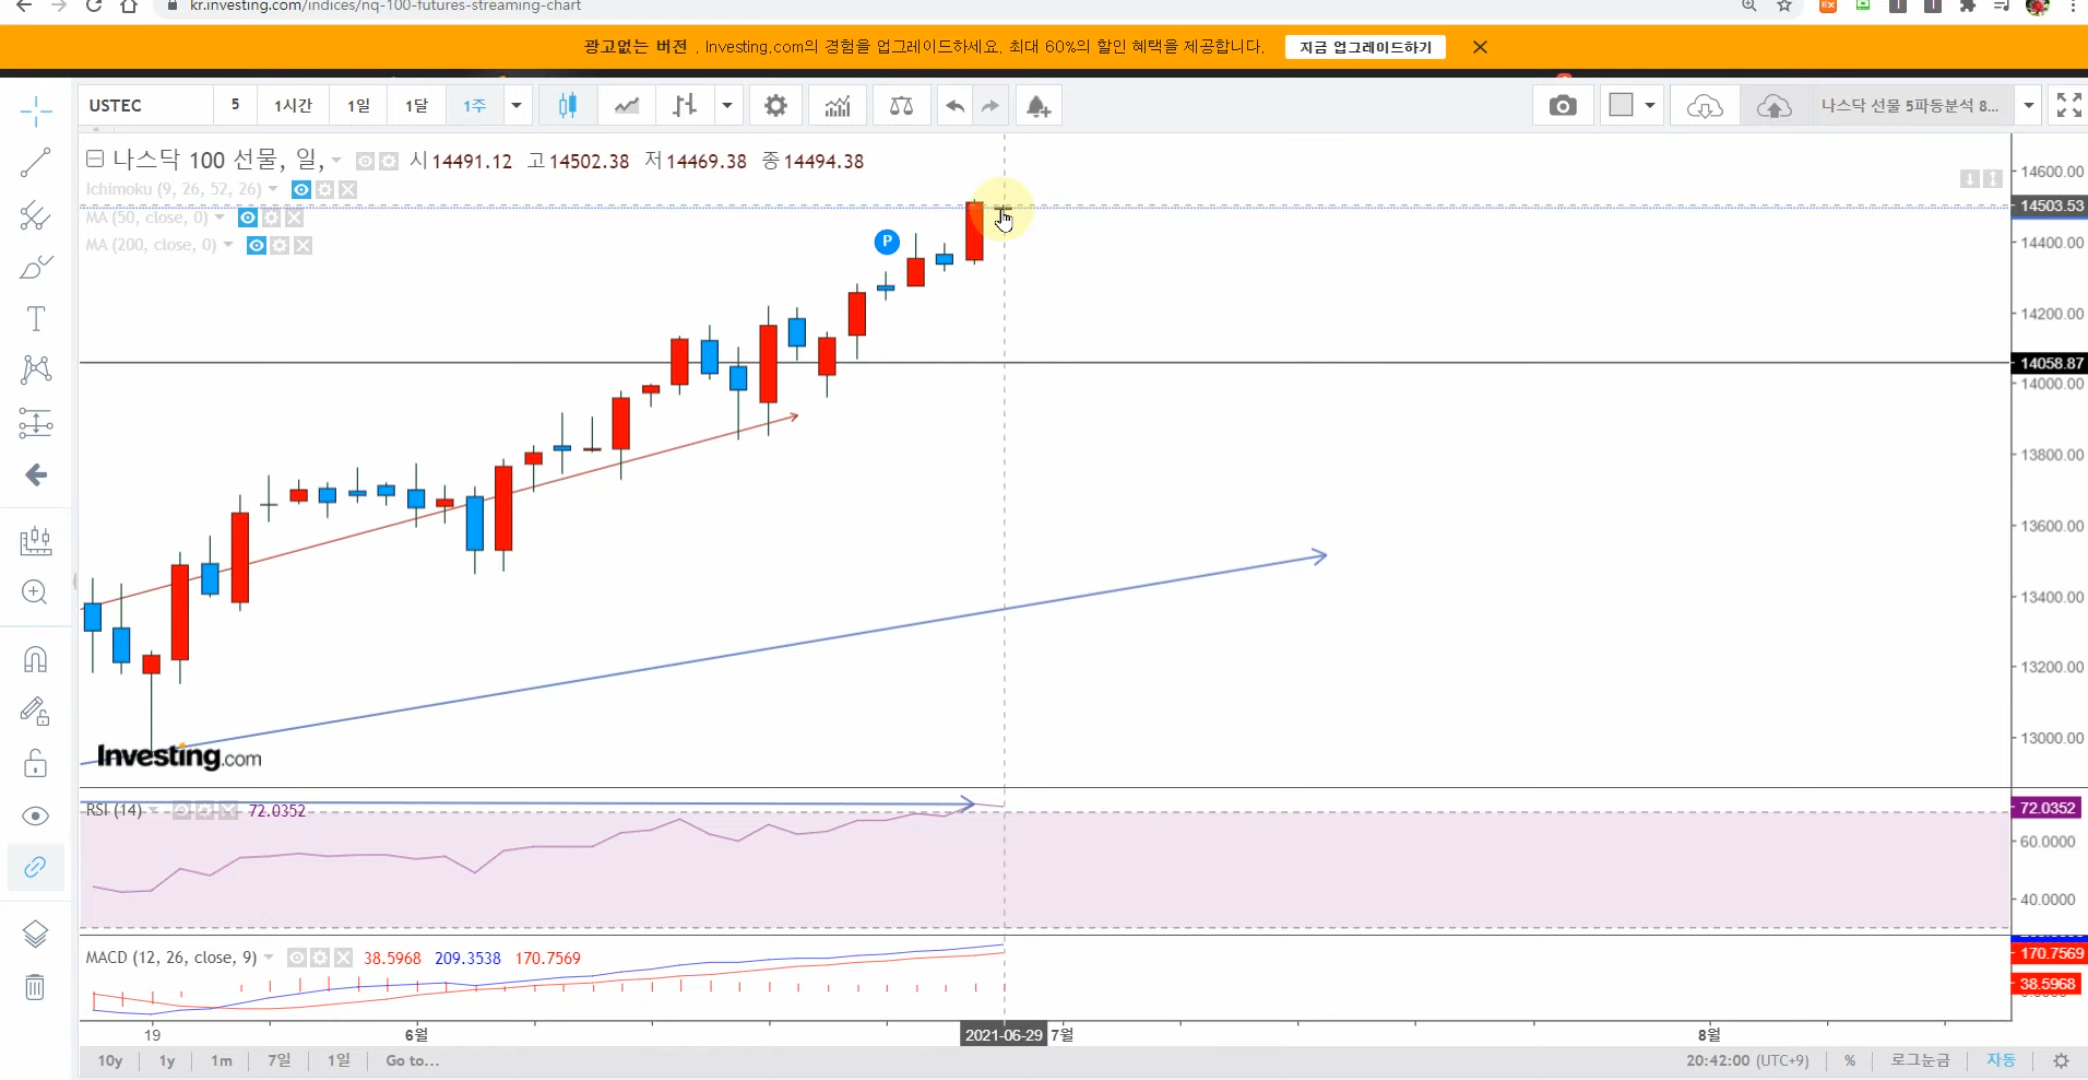 kr.investing.com/indices/nq-100-futures-streaming-chart
광고없는 버전 . Investing.com의 경험을 업그레이드하세요. 최대 60%의 할인 혜택을 제공합니다. 지금 업그레이드하기
USTEC 5 1시간 1일 1달 1주 나스닥 선물 5파동분석 8...
나스닥 100 선물, 일, 시 14491.12 고 14502.38 저 14469.38 종 14494.38
Ichimoku (9, 26, 52, 26)
MA (50, close, 0)
MA (200, close, 0)
P
14600.00
14503.53
14400.00
14200.00
14058.87
14000.00
13800.00
13600.00
13400.00
13200.00
13000.00
Investing.com
RSI (14) 72.0352
72.0352
60.0000
40.0000
MACD (12, 26, close, 9) 38.5968 209.3538 170.7569
170.7569
38.5968
19 6월 2021-06-29 7월 8월
10y 1y 1m 7일 1일 Go to... 20:42:00 (UTC+9) % 로그눈금 자동